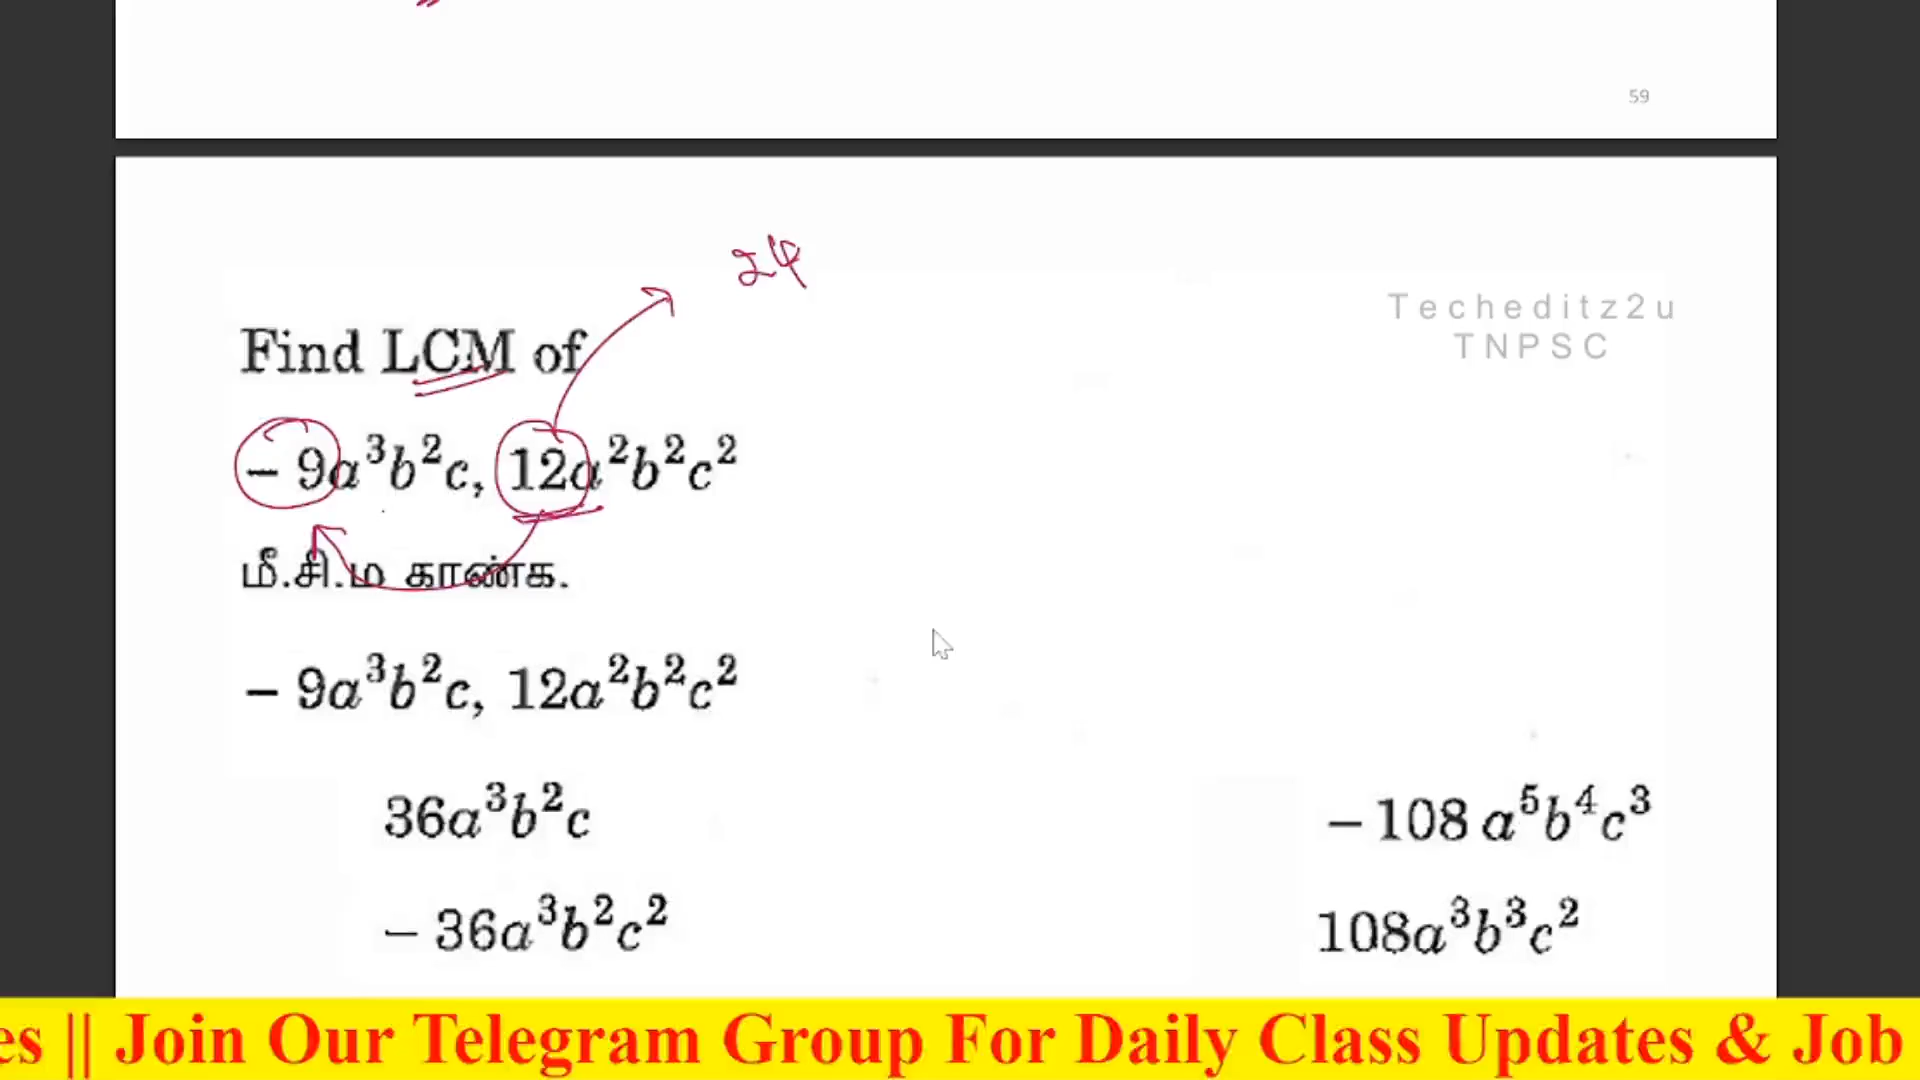 59
24
Techeditz2u
TNPSC
Find LCM of
– 9a³b²c, 12a²b²c²
மீ.சி.ம காண்க.
– 9a³b²c, 12a²b²c²
36a³b²c
– 108 a⁵b⁴c³
– 36a³b²c²
108a³b³c²
es || Join Our Telegram Group For Daily Class Updates & Job